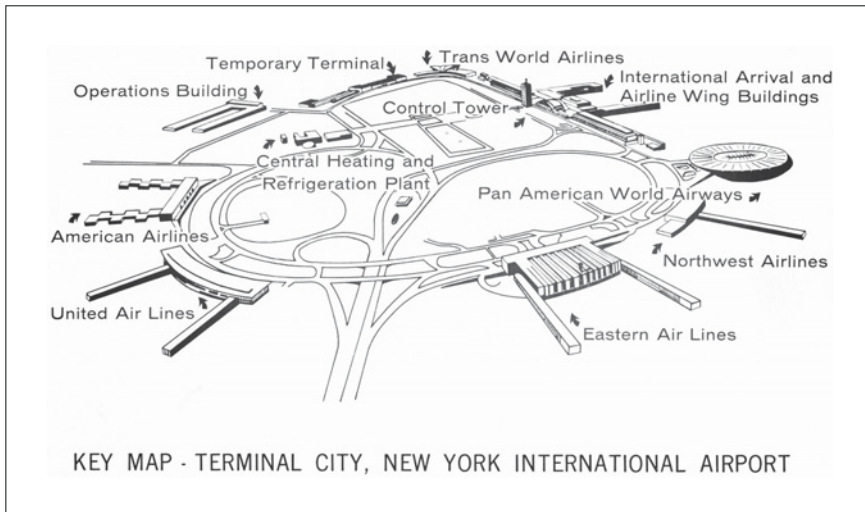 Trans World Airlines
Temporary Terminal
International Arrival and
Airline Wing Buildings
Operations Building
Control Tower
Central Heating and
Refrigeration Plant
Pan American World Airways
American Airlines
Northwest Airlines
United Air Lines
Eastern Air Lines
KEY MAP - TERMINAL CITY, NEW YORK INTERNATIONAL AIRPORT